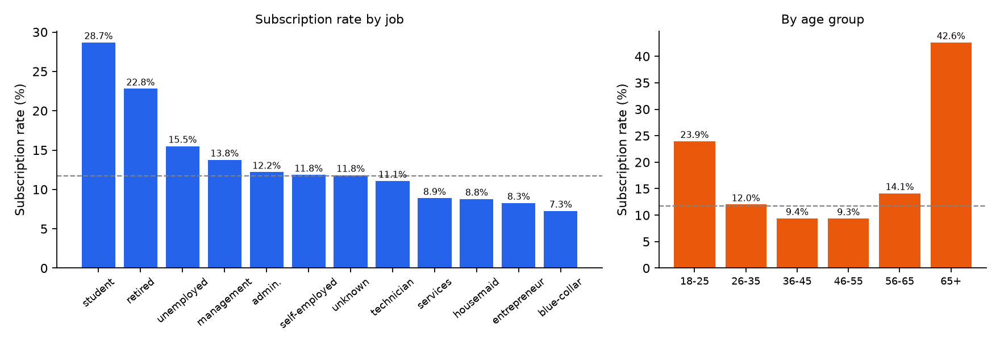 Subscription rate by job
Subscription rate (%)
30
25
20
15
10
5
0
28.7%
22.8%
15.5%
13.8%
12.2%
11.8%
11.8%
11.1%
8.9%
8.8%
8.3%
7.3%
student
retired
unemployed
management
admin.
self-employed
unknown
technician
services
housemaid
entrepreneur
blue-collar
By age group
Subscription rate (%)
40
35
30
25
20
15
10
5
0
23.9%
12.0%
9.4%
9.3%
14.1%
42.6%
18-25
26-35
36-45
46-55
56-65
65+